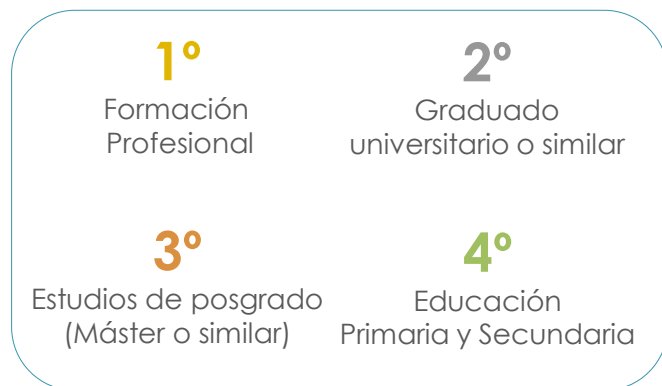 1º
Formación
Profesional
2º
Graduado
universitario o similar
3º
Estudios de posgrado
(Máster o similar)
4º
Educación
Primaria y Secundaria